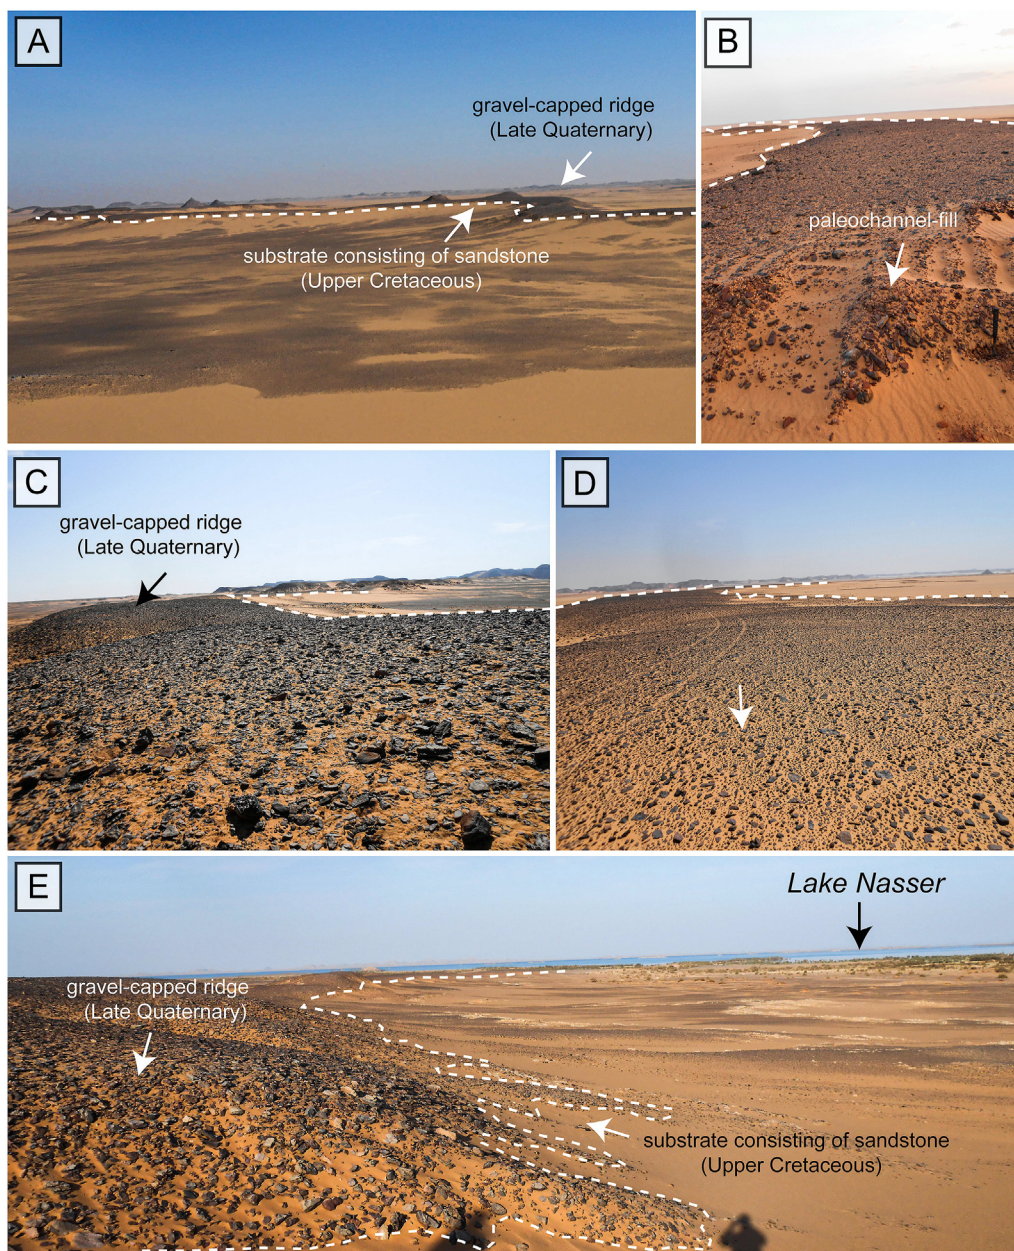 A
gravel-capped ridge
(Late Quaternary)
substrate consisting of sandstone
(Upper Cretaceous)
B
paleochannel-fill
C
gravel-capped ridge
(Late Quaternary)
D
E
Lake Nasser
gravel-capped ridge
(Late Quaternary)
substrate consisting of sandstone
(Upper Cretaceous)